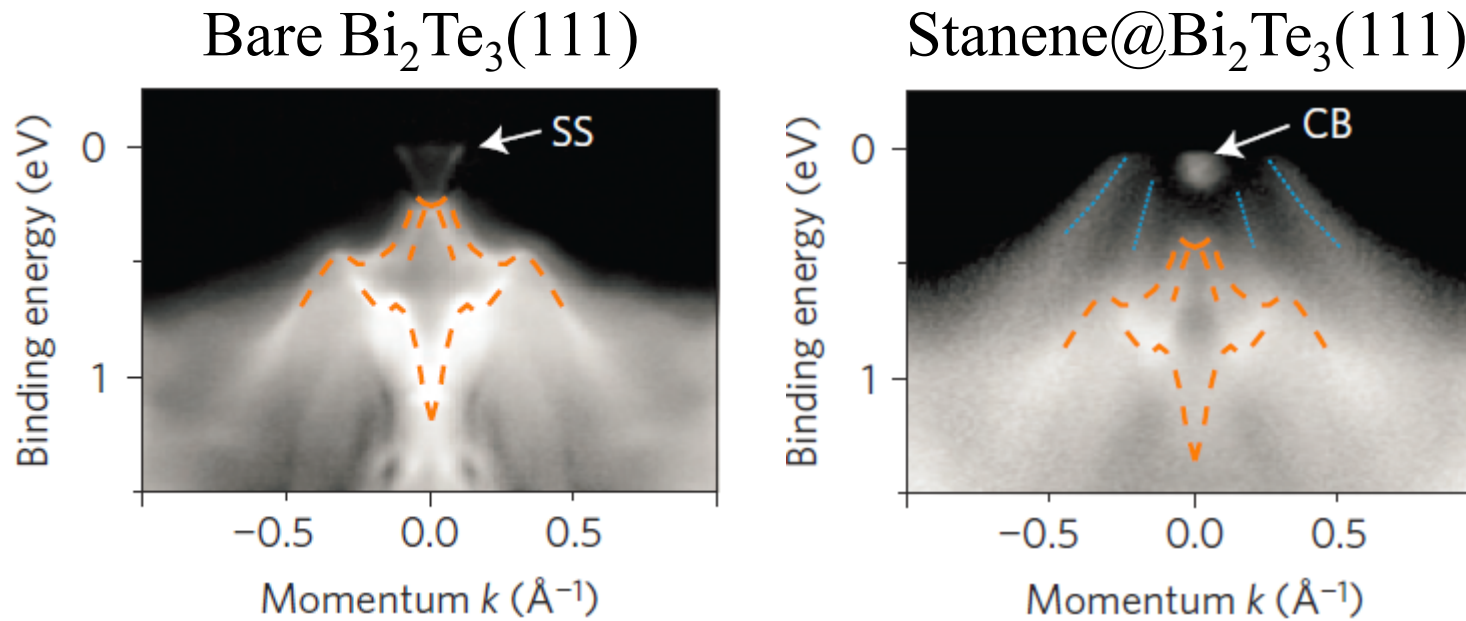 Bare Bi₂Te₃(111)
SS
0
1
Binding energy (eV)
−0.5 0.0 0.5
Momentum k (Å⁻¹)
Stanene@Bi₂Te₃(111)
CB
0
1
Binding energy (eV)
−0.5 0.0 0.5
Momentum k (Å⁻¹)